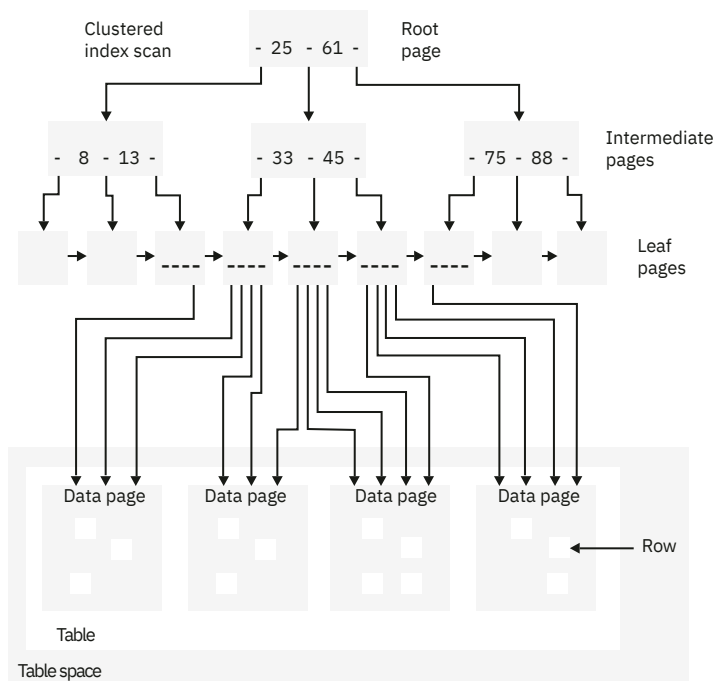 Clustered
index scan
Root
page
- 25 - 61 -
Intermediate
pages
- 8 - 13 -
- 33 - 45 -
- 75 - 88 -
Leaf
pages
Data page
Data page
Data page
Data page
Row
Table
Table space